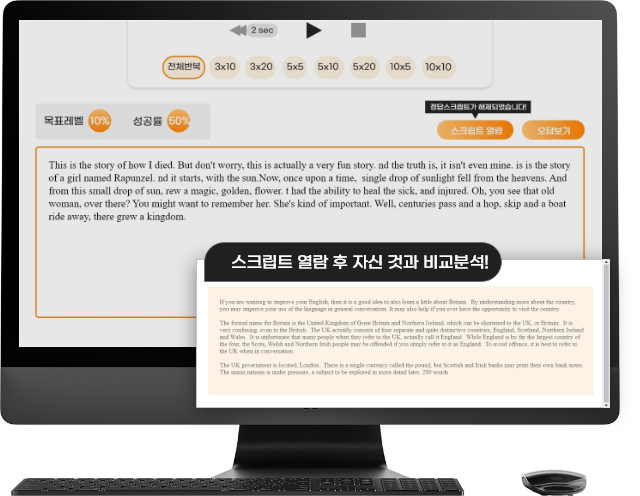 2 sec
전체반복 3x10 3x20 5x5 5x10 5x20 10x5 10x10
정답스크립트가 해제되었습니다!
목표레벨 10% 성공률 50% 스크립트 열람 오답보기
This is the story of how I died. But don't worry, this is actually a very fun story. nd the truth is, it isn't even mine. is is the story
of a girl named Rapunzel. nd it starts, with the sun.Now, once upon a time, single drop of sunlight fell from the heavens. And
from this small drop of sun, rew a magic, golden, flower. t had the ability to heal the sick, and injured. Oh, you see that old
woman, over there? You might want to remember her. She's kind of important. Well, centuries pass and a hop, skip and a boat
ride away, there grew a kingdom.
스크립트 열람 후 자신 것과 비교분석!
If you are wanting to improve your English, then it is a good idea to also learn a little about Britain. By understanding more about the country,
you may improve your use of the language in general conversation. It may also help if you ever have the opportunity to visit the country.
The formal name for Britain is the United Kingdom of Great Britain and Northern Ireland, which can be shortened to the UK, or Britain. It is
very confusing, even to the British. The UK actually consists of four separate and quite distinctive countries, England, Scotland, Northern Ireland
and Wales. It is unfortunate that many people when they refer to the UK, actually call it England. While England is by far the largest country of
the four, the Scots, Welsh and Northern Irish people may be offended if you simply refer to it as England. To avoid offence, it is best to refer to
the UK when in conversation.
The UK government is located, London. There is a single currency called the pound, but Scottish and Irish banks may print their own bank notes.
The union nations is under pressure, a subject to be explored in more detail later. 200 words